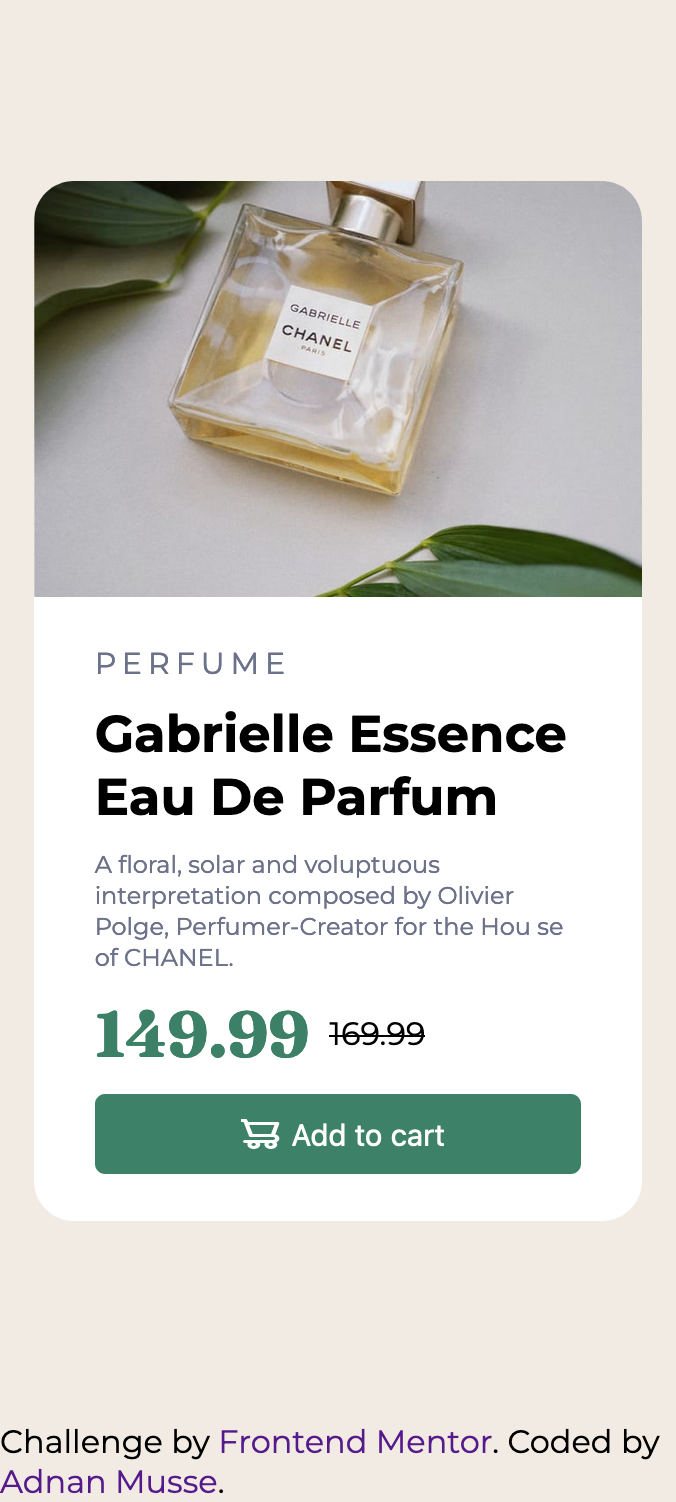 GABRIELLE
CHANEL
PARIS
PERFUME
Gabrielle Essence
Eau De Parfum
A floral, solar and voluptuous
interpretation composed by Olivier
Polge, Perfumer-Creator for the Hou se
of CHANEL.
149.99 169.99
Add to cart
Challenge by Frontend Mentor. Coded by
Adnan Musse.